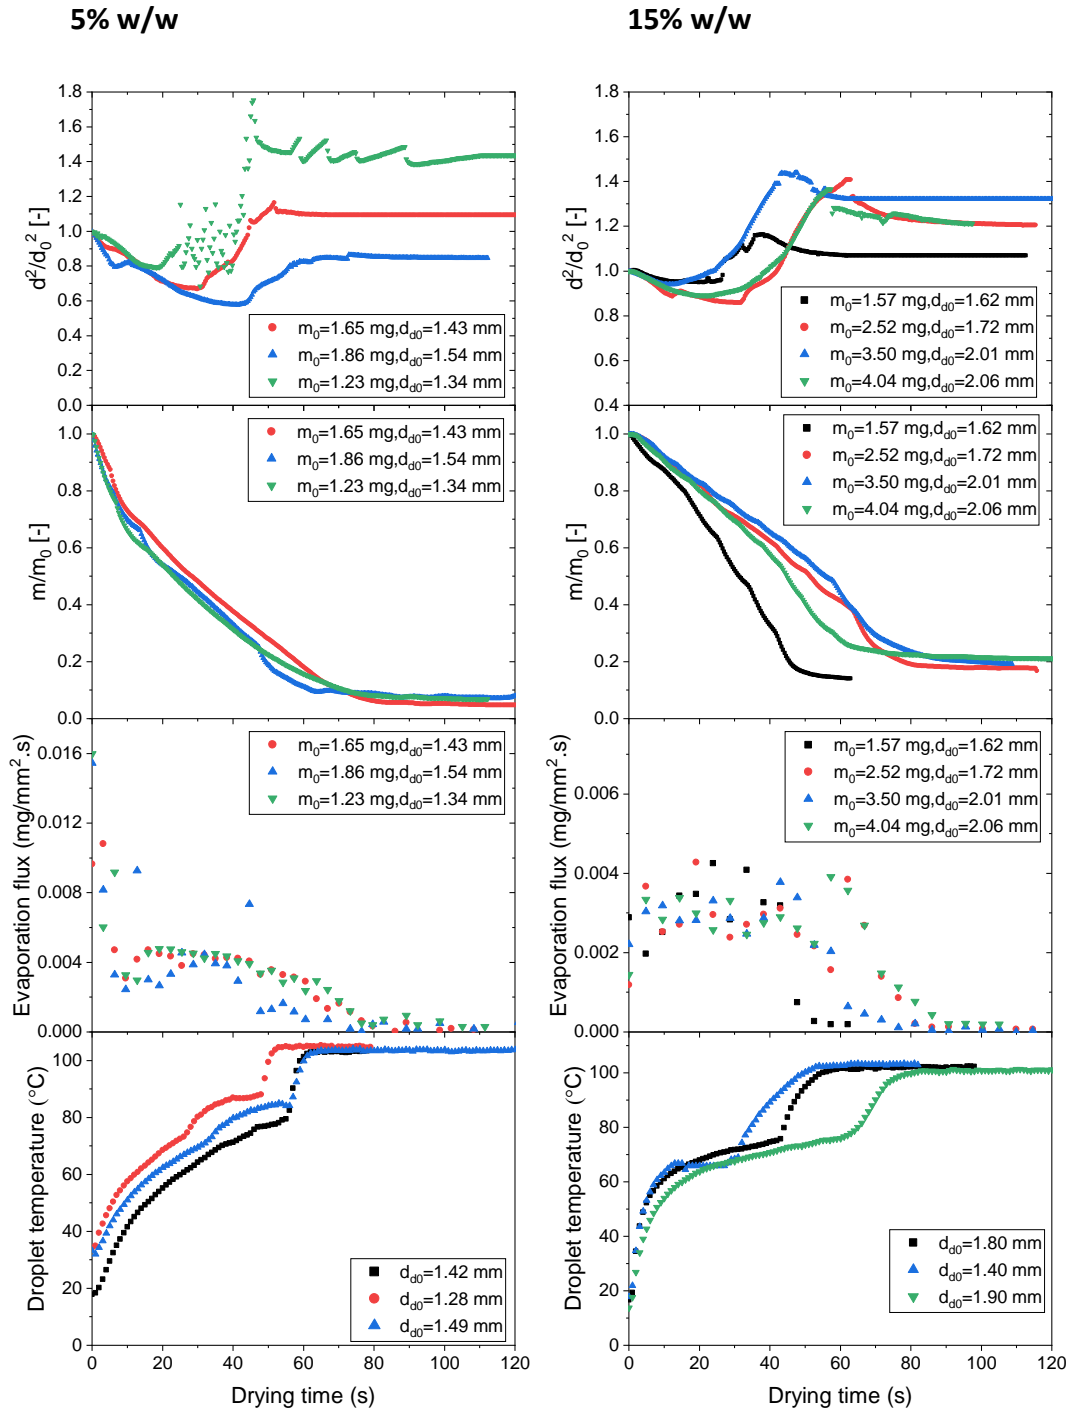 5% w/w
15% w/w
1.8
1.6
1.4
1.2
1.0
0.8
0.6
0.4
0.2
0.0
d²/d₀² [-]
m₀=1.65 mg,d_d0=1.43 mm
m₀=1.86 mg,d_d0=1.54 mm
m₀=1.23 mg,d_d0=1.34 mm
1.8
1.6
1.4
1.2
1.0
0.8
0.6
0.4
d²/d₀² [-]
m₀=1.57 mg,d_d0=1.62 mm
m₀=2.52 mg,d_d0=1.72 mm
m₀=3.50 mg,d_d0=2.01 mm
m₀=4.04 mg,d_d0=2.06 mm
1.0
0.8
0.6
0.4
0.2
0.0
m/m₀ [-]
m₀=1.65 mg,d_d0=1.43 mm
m₀=1.86 mg,d_d0=1.54 mm
m₀=1.23 mg,d_d0=1.34 mm
1.0
0.8
0.6
0.4
0.2
0.0
m/m₀ [-]
m₀=1.57 mg,d_d0=1.62 mm
m₀=2.52 mg,d_d0=1.72 mm
m₀=3.50 mg,d_d0=2.01 mm
m₀=4.04 mg,d_d0=2.06 mm
0.016
0.012
0.008
0.004
0.000
Evaporation flux (mg/mm².s)
m₀=1.65 mg,d_d0=1.43 mm
m₀=1.86 mg,d_d0=1.54 mm
m₀=1.23 mg,d_d0=1.34 mm
0.006
0.004
0.002
0.000
Evaporation flux (mg/mm².s)
m₀=1.57 mg,d_d0=1.62 mm
m₀=2.52 mg,d_d0=1.72 mm
m₀=3.50 mg,d_d0=2.01 mm
m₀=4.04 mg,d_d0=2.06 mm
100
80
60
40
20
0
Droplet temperature (°C)
d_d0=1.42 mm
d_d0=1.28 mm
d_d0=1.49 mm
0 20 40 60 80 100 120
Drying time (s)
100
80
60
40
20
0
Droplet temperature (°C)
d_d0=1.80 mm
d_d0=1.40 mm
d_d0=1.90 mm
0 20 40 60 80 100 120
Drying time (s)